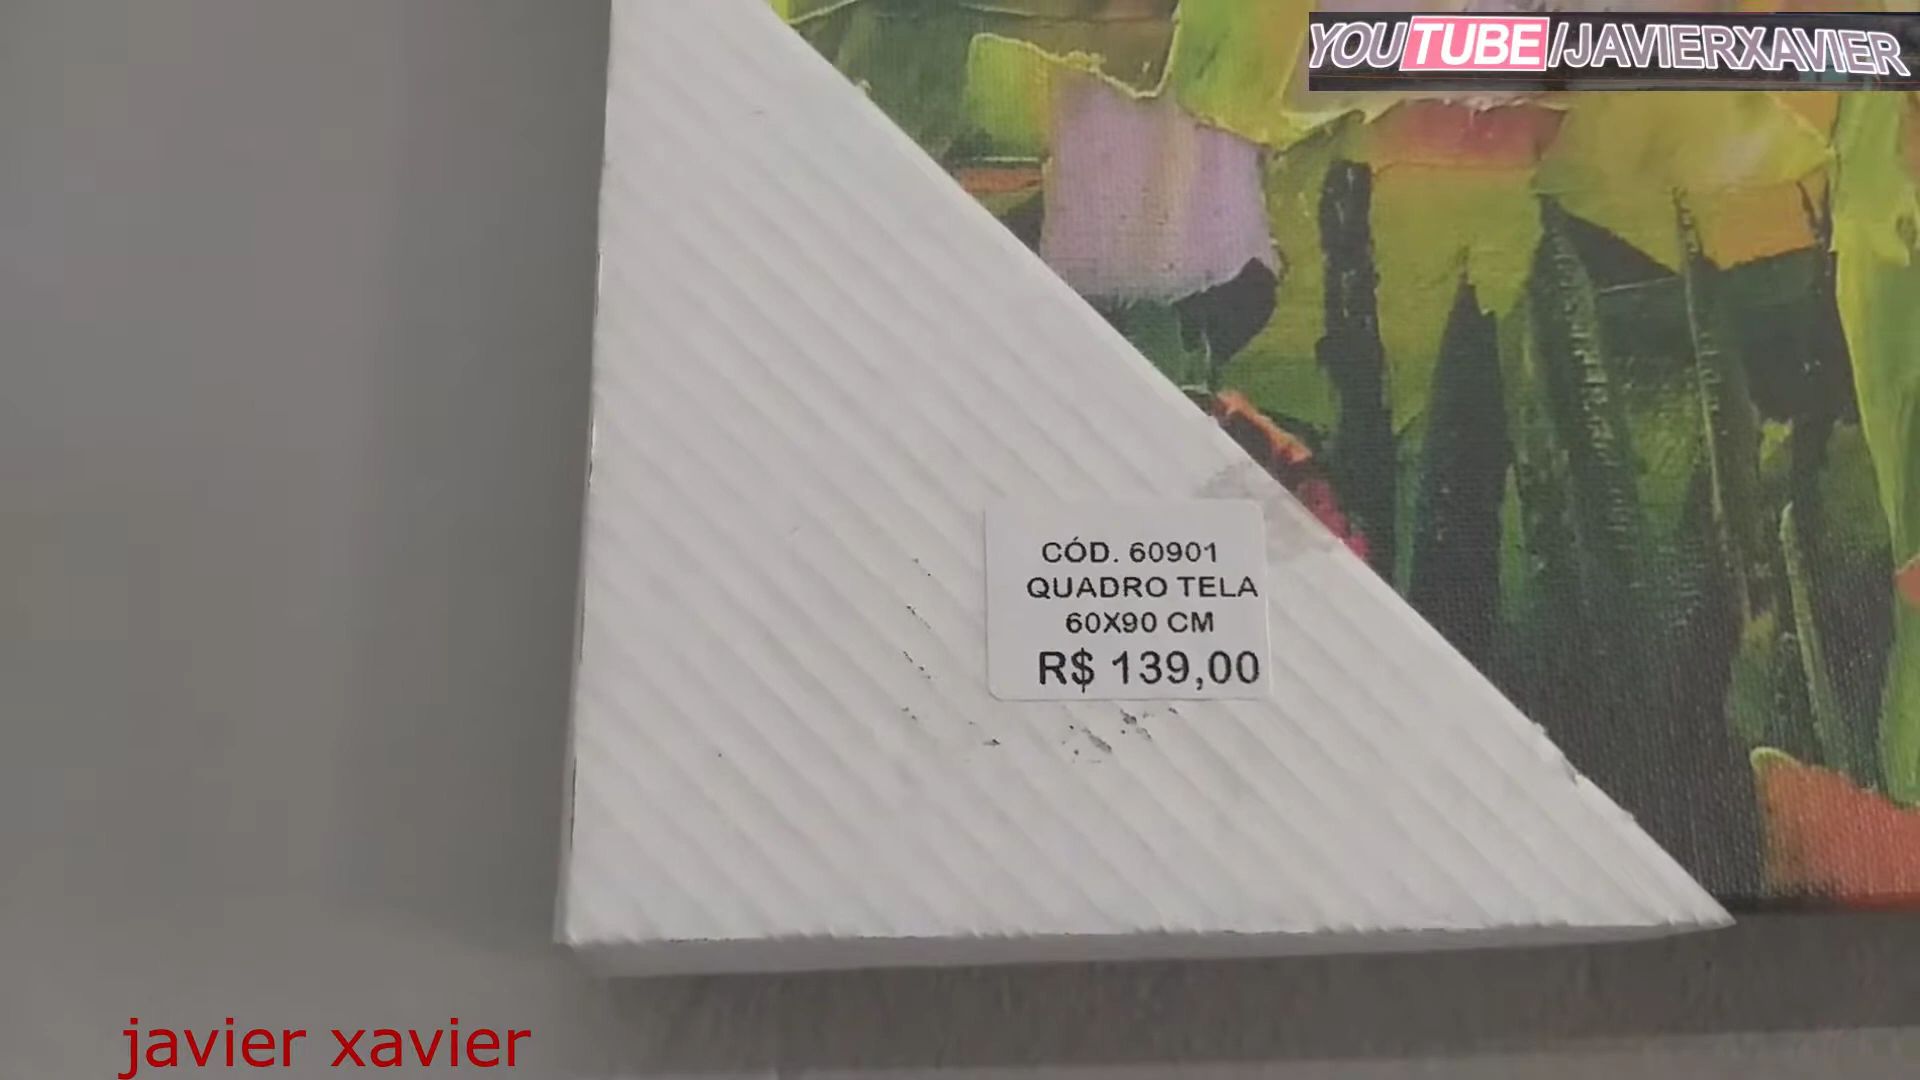 YOUTUBE/JAVIERXAVIER
CÓD. 60901
QUADRO TELA
60X90 CM
R$ 139,00
javier xavier